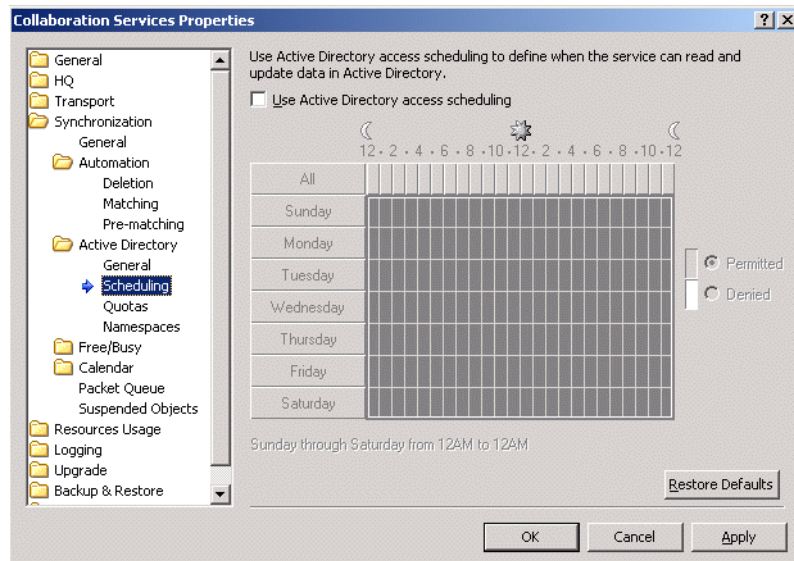 Collaboration Services Properties
General
HQ
Transport
Synchronization
General
Automation
Deletion
Matching
Pre-matching
Active Directory
General
Scheduling
Quotas
Namespaces
Free/Busy
Calendar
Packet Queue
Suspended Objects
Resources Usage
Logging
Upgrade
Backup & Restore
Use Active Directory access scheduling to define when the service can read and
update data in Active Directory.
Use Active Directory access scheduling
12 · 2 · 4 · 6 · 8 · 10 · 12 · 2 · 4 · 6 · 8 · 10 · 12
All
Sunday
Monday
Tuesday
Wednesday
Thursday
Friday
Saturday
Permitted
Denied
Sunday through Saturday from 12AM to 12AM
Restore Defaults
OK Cancel Apply